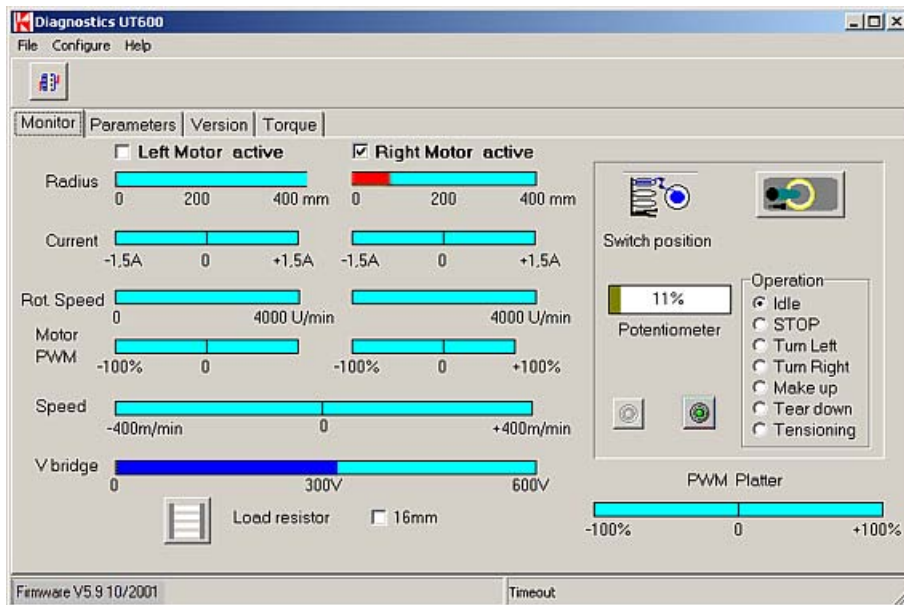 Diagnostics UT600
File Configure Help
Monitor Parameters Version Torque
Left Motor active Right Motor active
Radius
0 200 400 mm 0 200 400 mm
Switch position
Current
-1,5A 0 +1,5A -1,5A 0 +1,5A
Operation
Rot. Speed
0 4000 U/min 4000 U/min
11%
Idle
Potentiometer
STOP
Motor
PWM
Turn Left
-100% 0 -100% 0 +100%
Turn Right
Make up
Speed
Tear down
-400m/min 0 +400m/min
Tensioning
V bridge
0 300V 600V
PWM Platter
Load resistor 16mm
-100% 0 +100%
Firmware V5.9 10/2001 Timeout